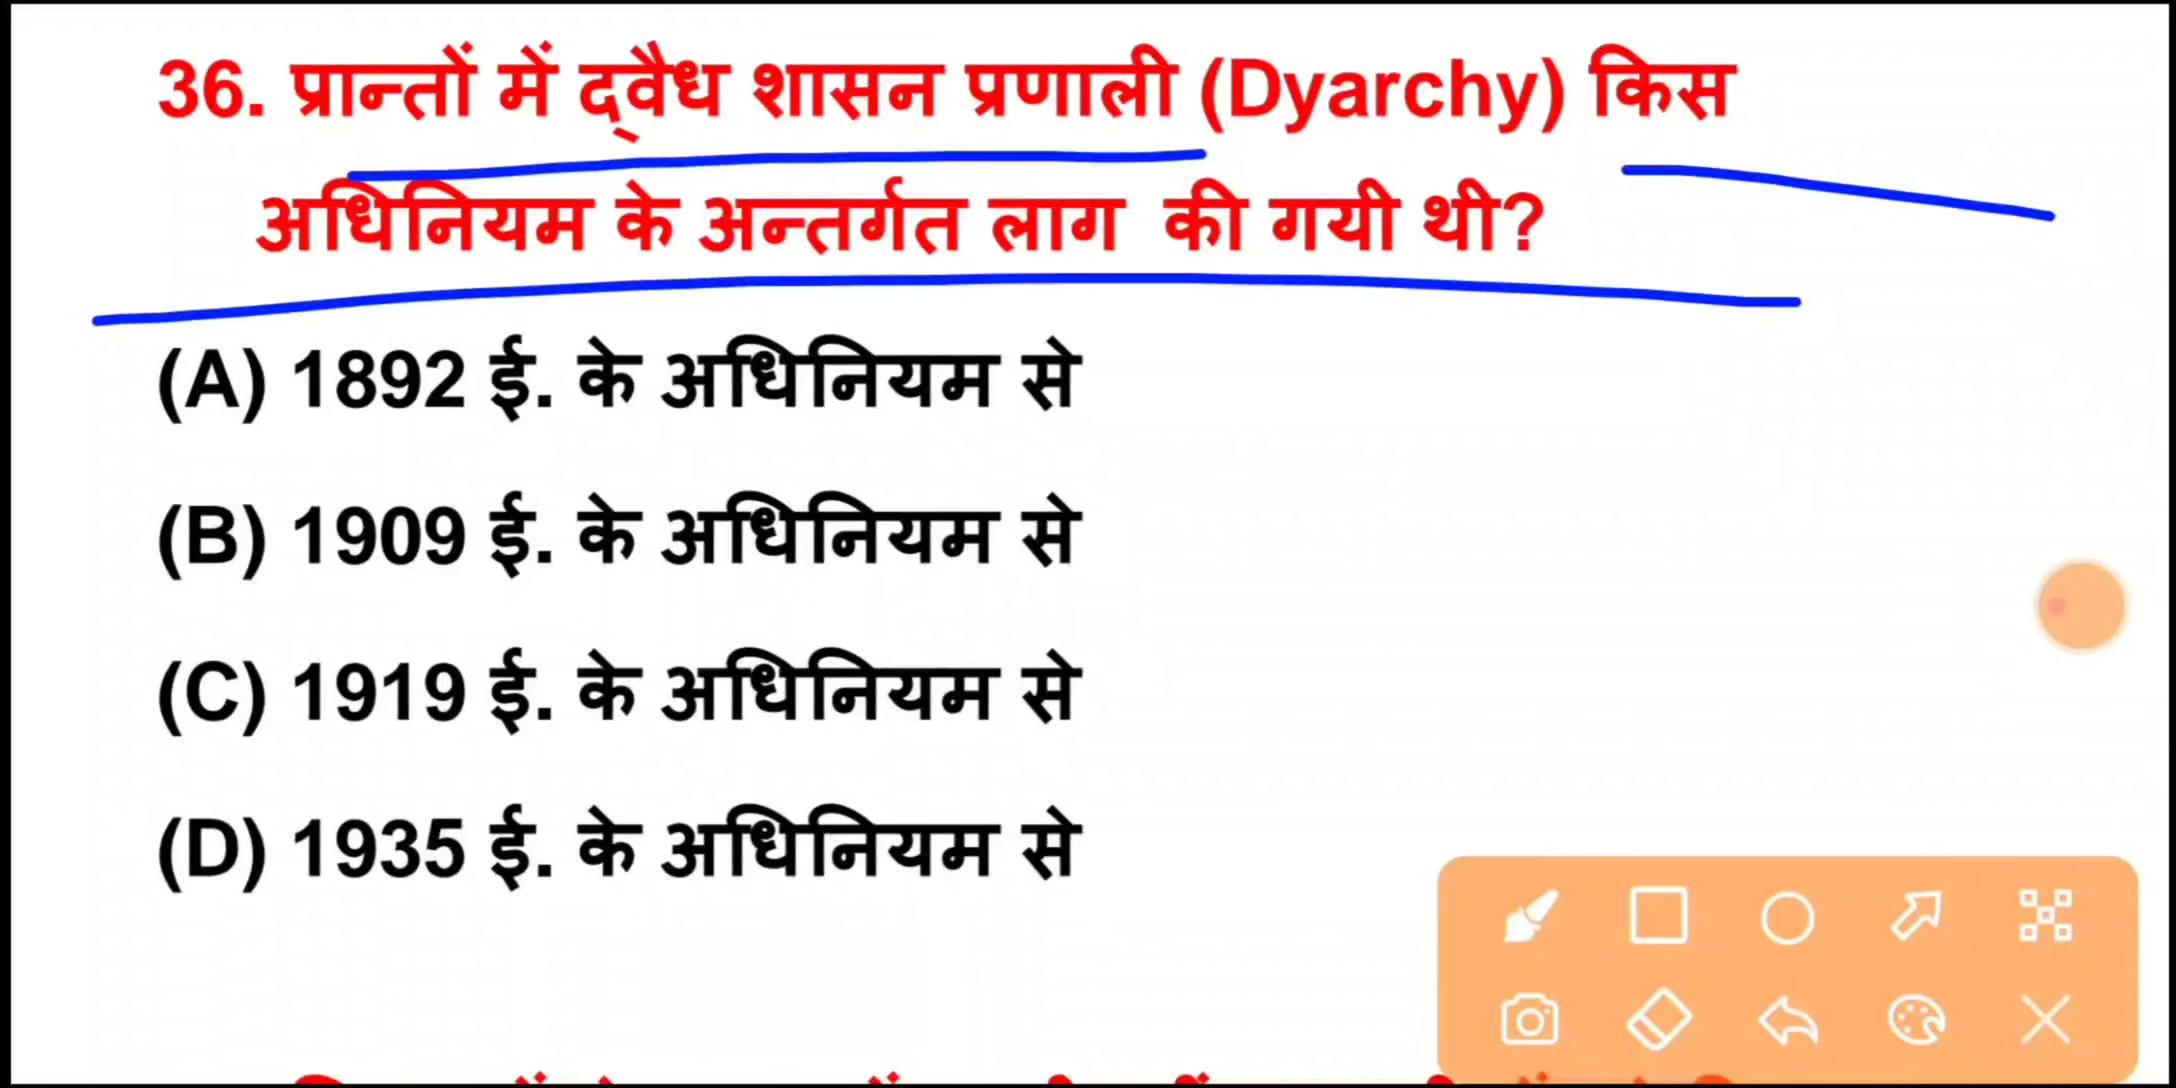 36. प्रान्तों में द्वैध शासन प्रणाली (Dyarchy) किस
अधिनियम के अन्तर्गत लाग की गयी थी?
(A) 1892 ई. के अधिनियम से
(B) 1909 ई. के अधिनियम से
(C) 1919 ई. के अधिनियम से
(D) 1935 ई. के अधिनियम से